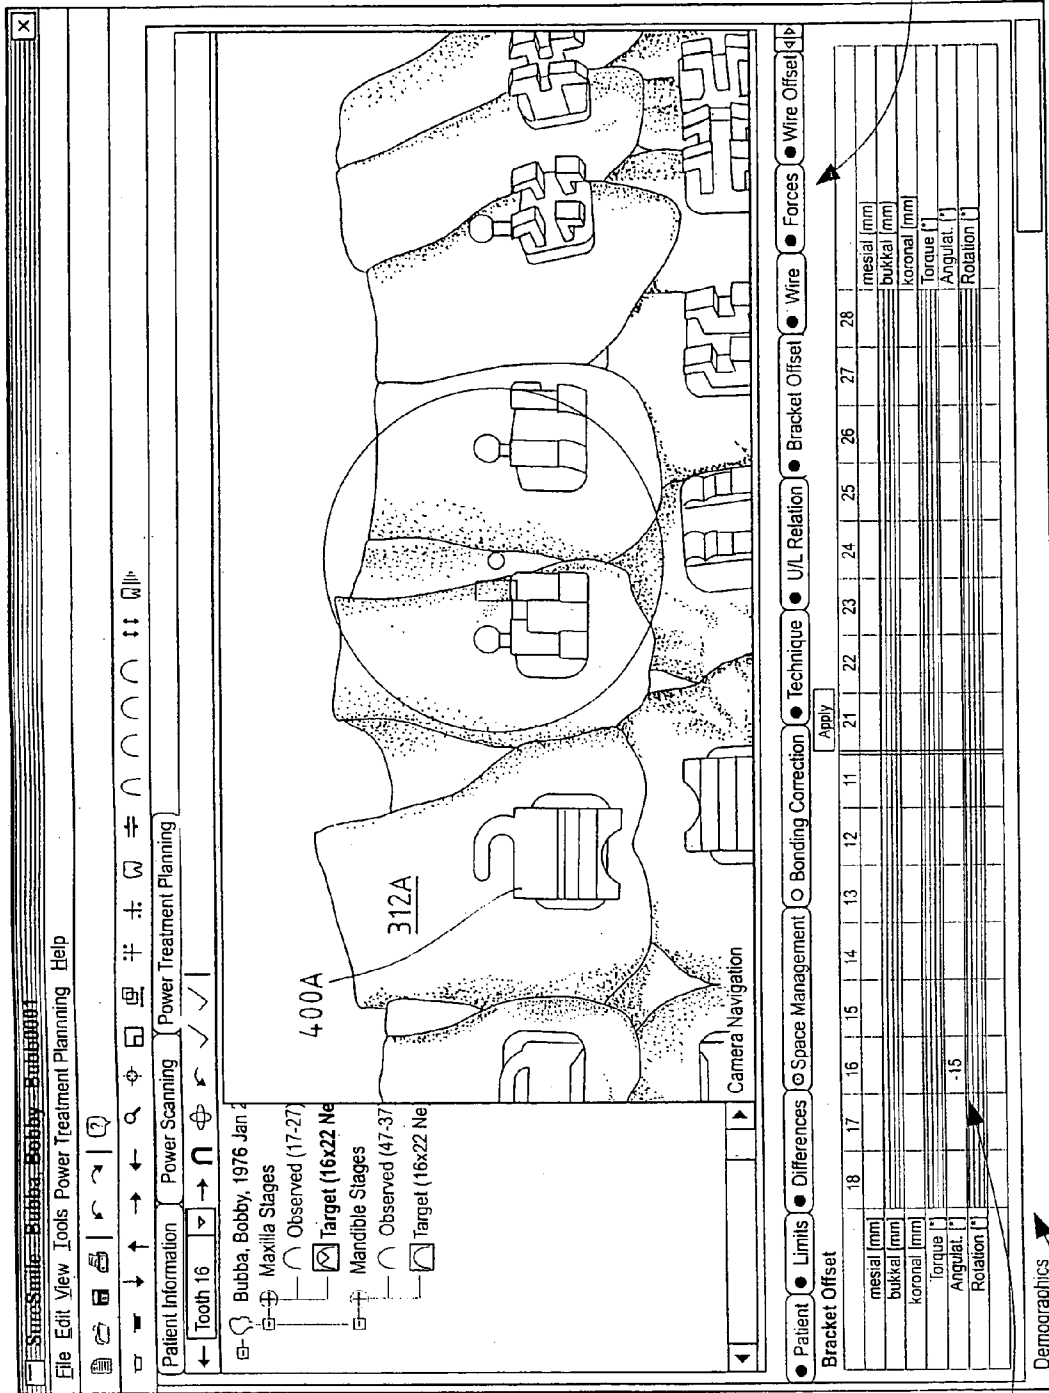 SureSmile - Bubba, Bobby - Bubb0001
File Edit View Tools Power Treatment Plannning Help
Patient Information Power Scanning Power Treatment Planning
Tooth 16
Bubba, Bobby, 1976 Jan 2
Maxilla Stages
Observed (17-27)
Target (16x22 Ne
Mandible Stages
Observed (47-37
Target (16x22 Ne
400A
312A
Camera Navigation
Patient Limits Differences Space Management Bonding Correction Technique U/L Relation Bracket Offset Wire Forces Wire Offset
Bracket Offset
Apply
18 17 16 15 14 13 12 11 21 22 23 24 25 26 27 28
mesial [mm] mesial [mm]
bukkal [mm] bukkal [mm]
koronal [mm] koronal [mm]
Torque [°] Torque [°]
Angulat. [°] -15 Angulat. [°]
Rotation [°] Rotation [°]
Demographics